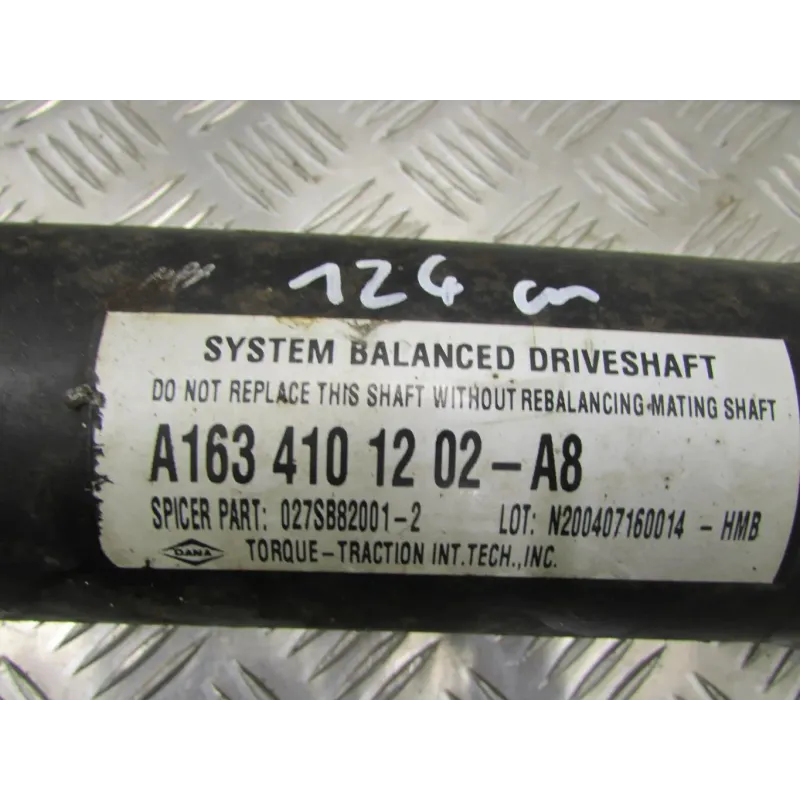 124 cm
SYSTEM BALANCED DRIVESHAFT
DO NOT REPLACE THIS SHAFT WITHOUT REBALANCING MATING SHAFT
A163 410 12 02-A8
SPICER PART: 027SB82001-2 LOT: N200407160014 - HMB
DANA TORQUE-TRACTION INT.TECH.,INC.